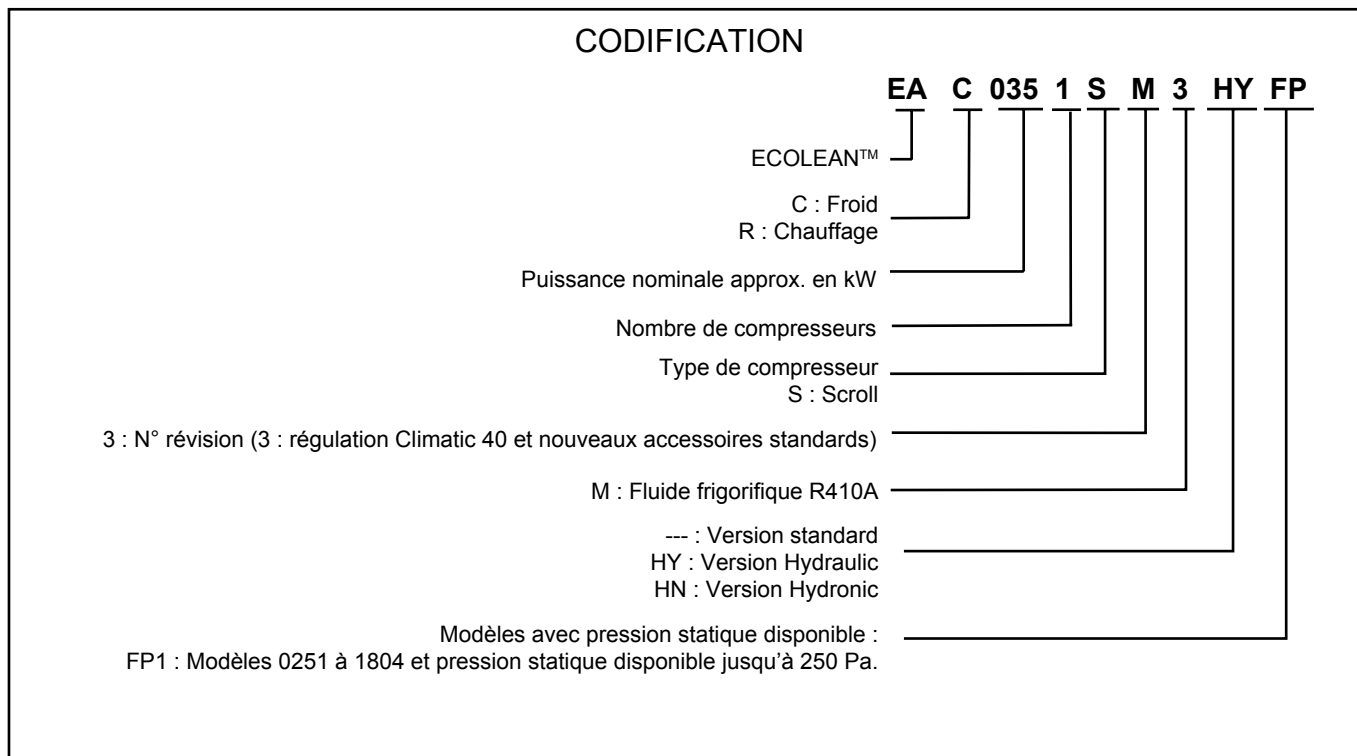 CODIFICATION
EA C 035 1 S M 3 HY FP
ECOLEAN™
C : Froid
R : Chauffage
Puissance nominale approx. en kW
Nombre de compresseurs
Type de compresseur
S : Scroll
3 : N° révision (3 : régulation Climatic 40 et nouveaux accessoires standards)
M : Fluide frigorifique R410A
--- : Version standard
HY : Version Hydraulic
HN : Version Hydronic
Modèles avec pression statique disponible :
FP1 : Modèles 0251 à 1804 et pression statique disponible jusqu’à 250 Pa.